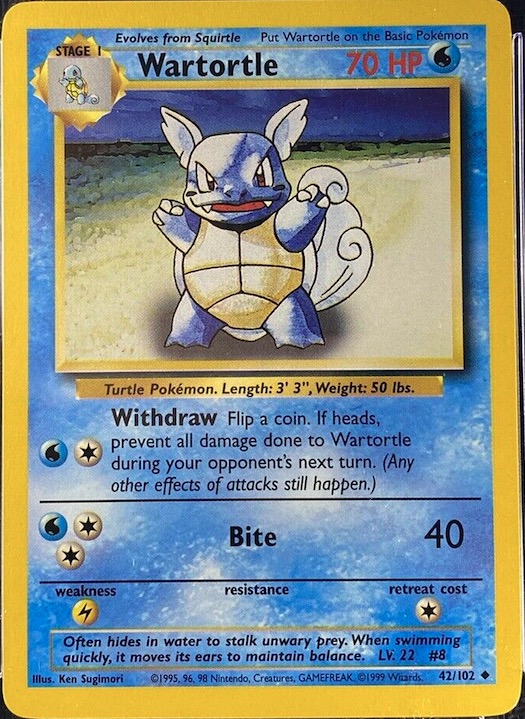 Evolves from Squirtle Put Wartortle on the Basic Pokémon
STAGE 1
Wartortle 70 HP
Turtle Pokémon. Length: 3' 3", Weight: 50 lbs.
Withdraw Flip a coin. If heads,
prevent all damage done to Wartortle
during your opponent's next turn. (Any
other effects of attacks still happen.)
Bite 40
weakness resistance retreat cost
Often hides in water to stalk unwary prey. When swimming
quickly, it moves its ears to maintain balance. LV. 22 #8
Illus. Ken Sugimori ©1995, 96, 98 Nintendo, Creatures, GAMEFREAK. ©1999 Wizards. 42/102